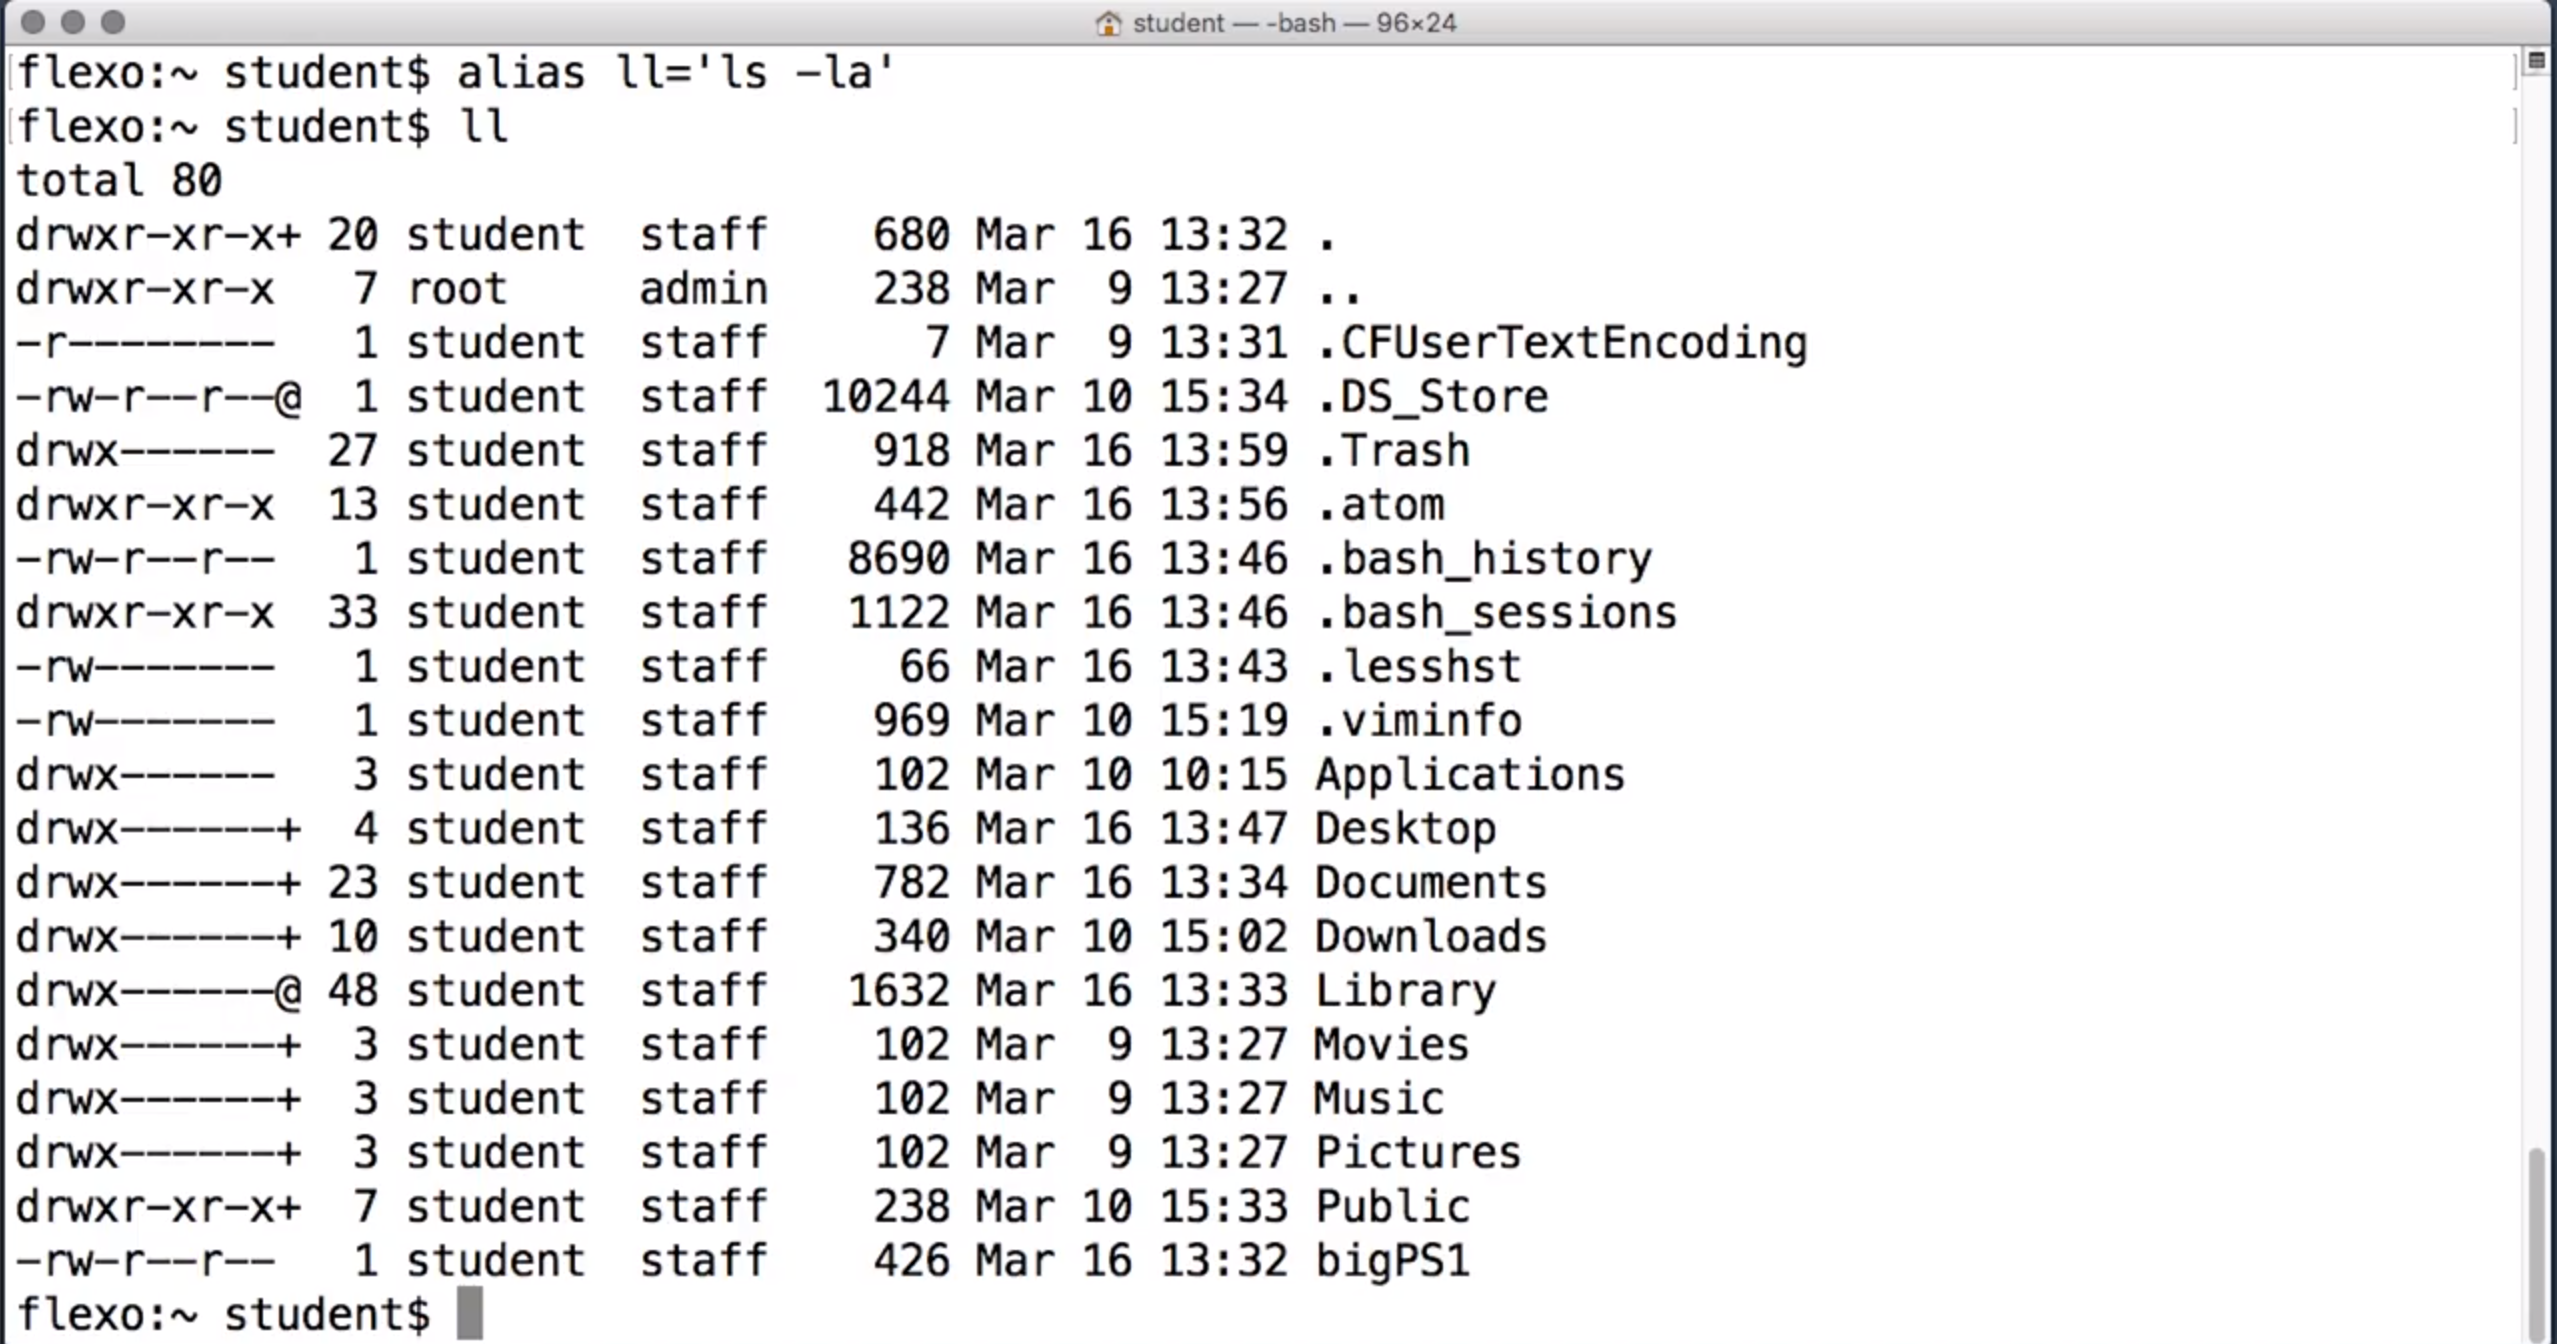 student — -bash — 96×24
flexo:~ student$ alias ll='ls -la'
flexo:~ student$ ll
total 80
drwxr-xr-x+ 20 student  staff    680 Mar 16 13:32 .
drwxr-xr-x   7 root     admin    238 Mar  9 13:27 ..
-r--------   1 student  staff      7 Mar  9 13:31 .CFUserTextEncoding
-rw-r--r--@  1 student  staff  10244 Mar 10 15:34 .DS_Store
drwx------  27 student  staff    918 Mar 16 13:59 .Trash
drwxr-xr-x  13 student  staff    442 Mar 16 13:56 .atom
-rw-r--r--   1 student  staff   8690 Mar 16 13:46 .bash_history
drwxr-xr-x  33 student  staff   1122 Mar 16 13:46 .bash_sessions
-rw-------   1 student  staff     66 Mar 16 13:43 .lesshst
-rw-------   1 student  staff    969 Mar 10 15:19 .viminfo
drwx------   3 student  staff    102 Mar 10 10:15 Applications
drwx------+  4 student  staff    136 Mar 16 13:47 Desktop
drwx------+ 23 student  staff    782 Mar 16 13:34 Documents
drwx------+ 10 student  staff    340 Mar 10 15:02 Downloads
drwx------@ 48 student  staff   1632 Mar 16 13:33 Library
drwx------+  3 student  staff    102 Mar  9 13:27 Movies
drwx------+  3 student  staff    102 Mar  9 13:27 Music
drwx------+  3 student  staff    102 Mar  9 13:27 Pictures
drwxr-xr-x+  7 student  staff    238 Mar 10 15:33 Public
-rw-r--r--   1 student  staff    426 Mar 16 13:32 bigPS1
flexo:~ student$